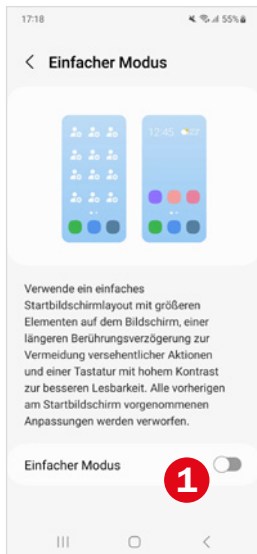 17:18 55%
Einfacher Modus
12:45 22°
Verwende ein einfaches
Startbildschirmlayout mit größeren
Elementen auf dem Bildschirm, einer
längeren Berührungsverzögerung zur
Vermeidung versehentlicher Aktionen
und einer Tastatur mit hohem Kontrast
zur besseren Lesbarkeit. Alle vorherigen
am Startbildschirm vorgenommenen
Anpassungen werden verworfen.
Einfacher Modus 1